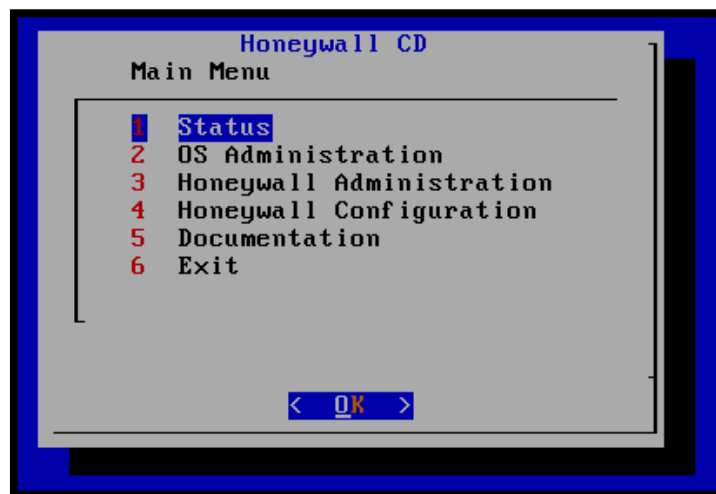 Honeywall CD
Main Menu
1 Status
2 OS Administration
3 Honeywall Administration
4 Honeywall Configuration
5 Documentation
6 Exit
< OK >